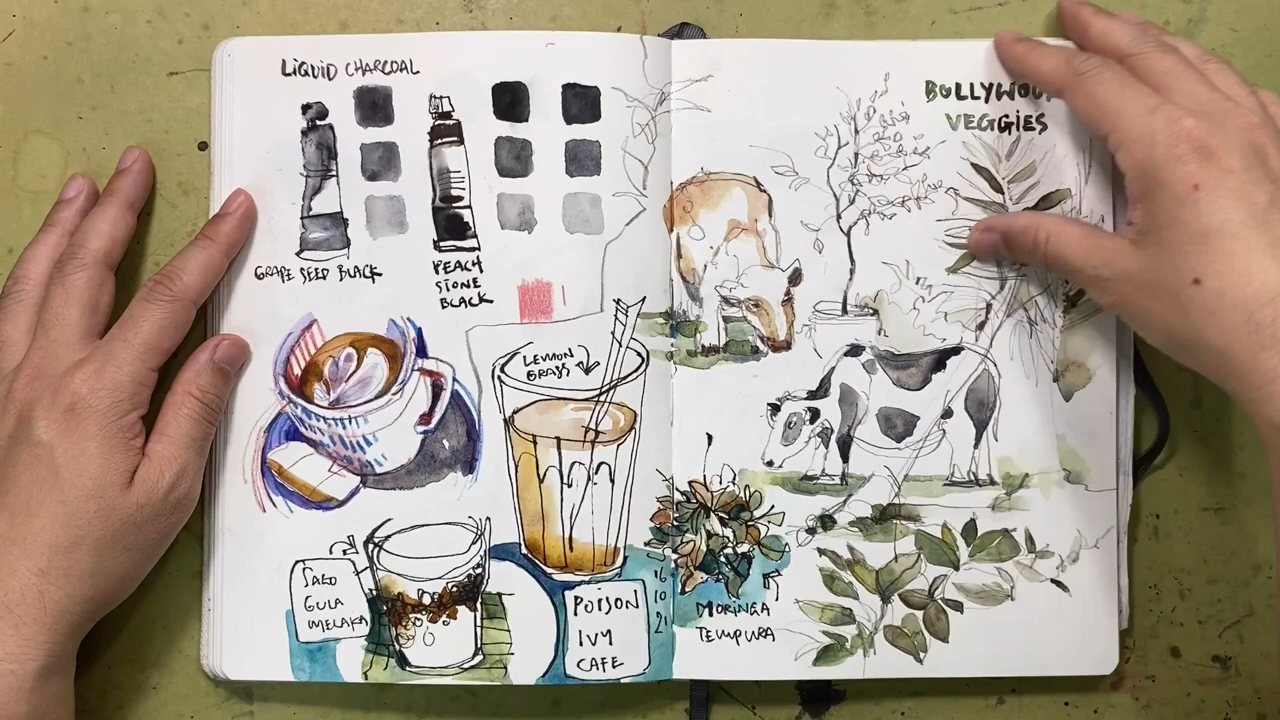 LIQUID CHARCOAL
GRAPE SEED BLACK
PEACH
STONE
BLACK
LEMON
GRASS
SAGO
GULA
MELAKA
POISON
IVY
CAFE
16
10
21
BOLLYWOO
VEGGIES
MORINGA
TEMPURA